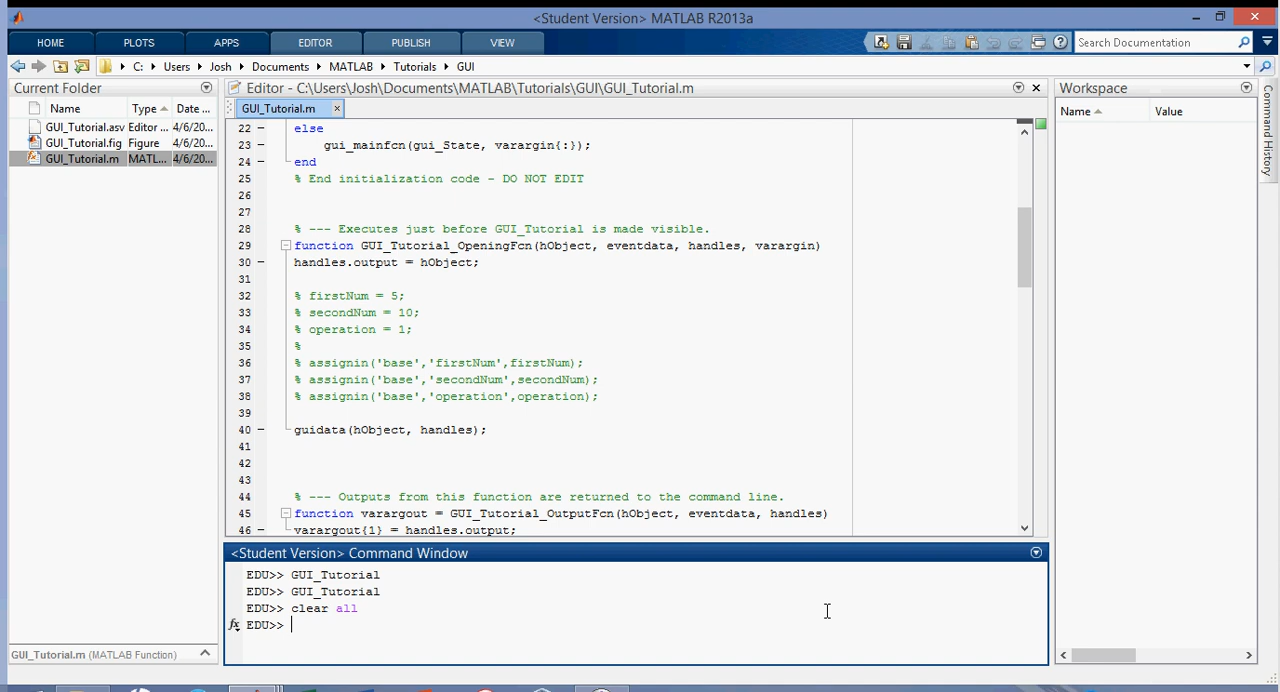 <Student Version> MATLAB R2013a
HOME PLOTS APPS EDITOR PUBLISH VIEW
Search Documentation
C: Users Josh Documents MATLAB Tutorials GUI
Current Folder
Name Type Date ...
GUI_Tutorial.asv Editor ... 4/6/20...
GUI_Tutorial.fig Figure 4/6/20...
GUI_Tutorial.m MATL... 4/6/20...
GUI_Tutorial.m (MATLAB Function)
Editor - C:\Users\Josh\Documents\MATLAB\Tutorials\GUI\GUI_Tutorial.m
GUI_Tutorial.m
22 else
23 gui_mainfcn(gui_State, varargin{:});
24 end
25 % End initialization code - DO NOT EDIT
26
27
28 % --- Executes just before GUI_Tutorial is made visible.
29 function GUI_Tutorial_OpeningFcn(hObject, eventdata, handles, varargin)
30 handles.output = hObject;
31
32 % firstNum = 5;
33 % secondNum = 10;
34 % operation = 1;
35 %
36 % assignin('base','firstNum',firstNum);
37 % assignin('base','secondNum',secondNum);
38 % assignin('base','operation',operation);
39
40 guidata(hObject, handles);
41
42
43
44 % --- Outputs from this function are returned to the command line.
45 function varargout = GUI_Tutorial_OutputFcn(hObject, eventdata, handles)
46 varargout{1} = handles.output;
<Student Version> Command Window
EDU>> GUI_Tutorial
EDU>> GUI_Tutorial
EDU>> clear all
fx EDU>>
Workspace
Name Value
Command History